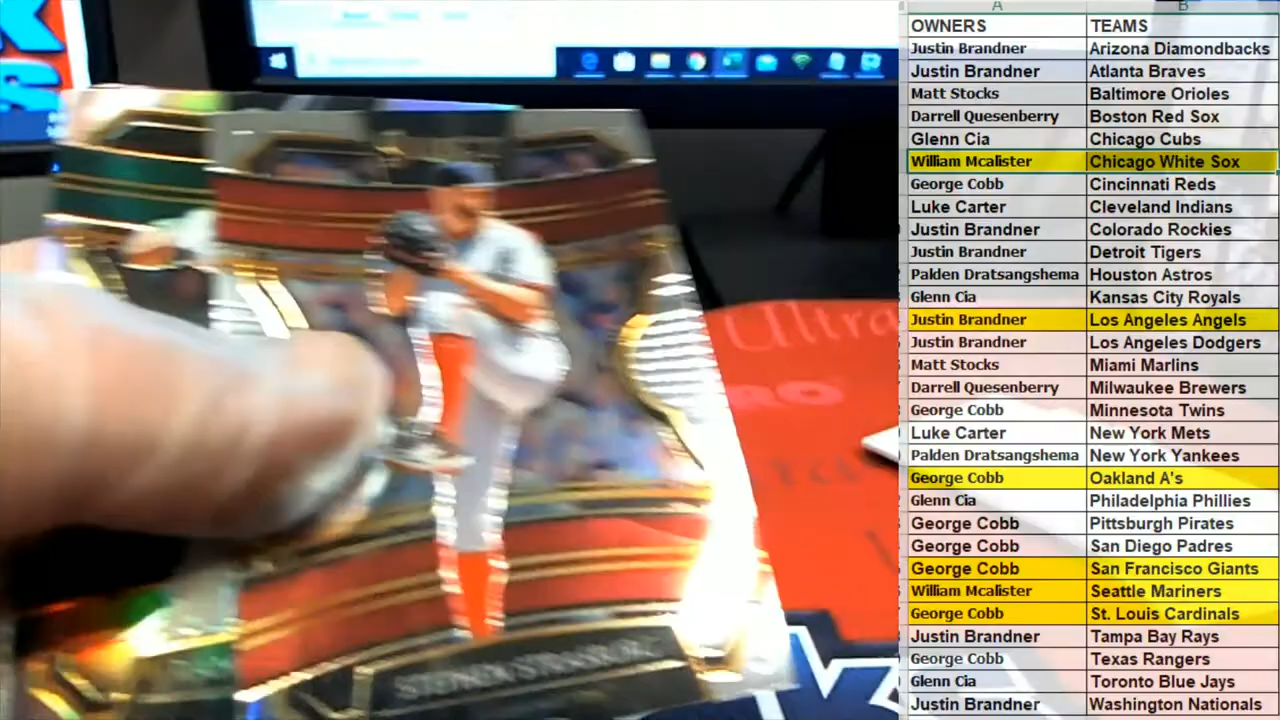 OWNERS TEAMS
Justin Brandner Arizona Diamondbacks
Justin Brandner Atlanta Braves
Matt Stocks Baltimore Orioles
Darrell Quesenberry Boston Red Sox
Glenn Cia Chicago Cubs
William Mcalister Chicago White Sox
George Cobb Cincinnati Reds
Luke Carter Cleveland Indians
Justin Brandner Colorado Rockies
Justin Brandner Detroit Tigers
Palden Dratsangshema Houston Astros
Glenn Cia Kansas City Royals
Justin Brandner Los Angeles Angels
Justin Brandner Los Angeles Dodgers
Matt Stocks Miami Marlins
Darrell Quesenberry Milwaukee Brewers
George Cobb Minnesota Twins
Luke Carter New York Mets
Palden Dratsangshema New York Yankees
George Cobb Oakland A's
Glenn Cia Philadelphia Phillies
George Cobb Pittsburgh Pirates
George Cobb San Diego Padres
George Cobb San Francisco Giants
William Mcalister Seattle Mariners
George Cobb St. Louis Cardinals
Justin Brandner Tampa Bay Rays
George Cobb Texas Rangers
Glenn Cia Toronto Blue Jays
Justin Brandner Washington Nationals
Ultra
STEPHEN STRASBURG